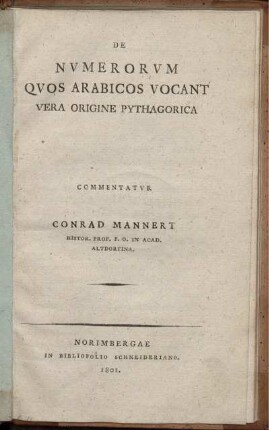 DE
NVMERORVM
QVOS ARABICOS VOCANT
VERA ORIGINE PYTHAGORICA
COMMENTATVR
CONRAD MANNERT
HISTOR. PROF. P. O. IN ACAD.
ALTDORFINA.
NORIMBERGAE
IN BIBLIOPOLIO SCHNEIDERIANO.
1801.